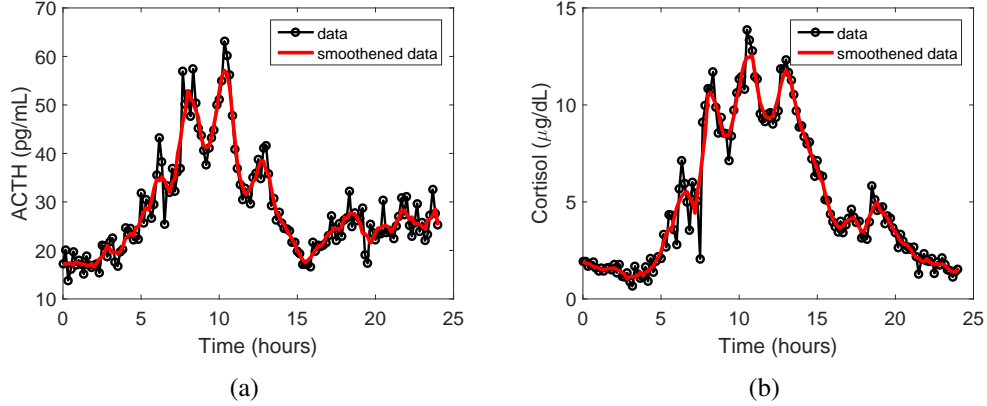 70
60
50
40
30
20
10
0 5 10 15 20 25
ACTH (pg/mL)
Time (hours)
data
smoothened data
(a)
15
10
5
0
0 5 10 15 20 25
Cortisol (μg/dL)
Time (hours)
data
smoothened data
(b)